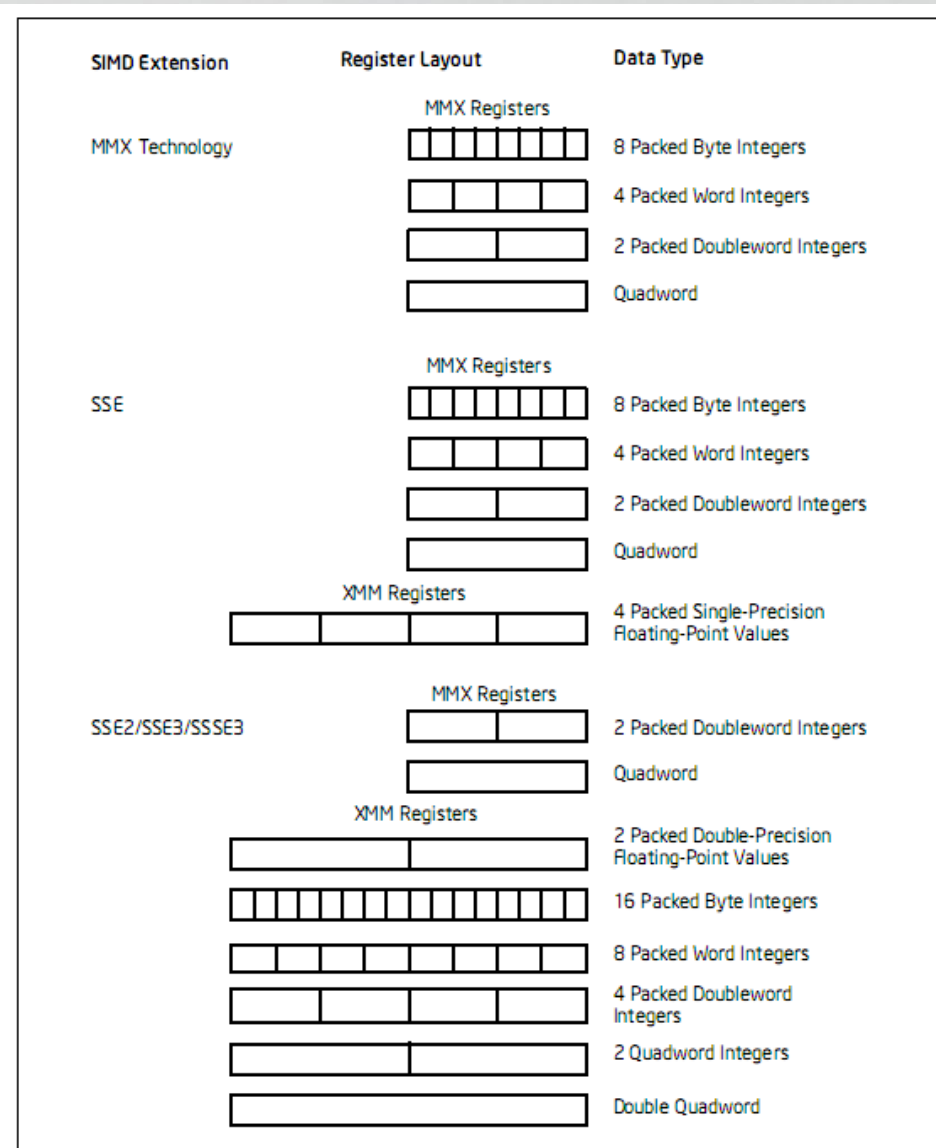 SIMD Extension Register Layout Data Type
MMX Registers
MMX Technology 8 Packed Byte Integers
4 Packed Word Integers
2 Packed Doubleword Integers
Quadword
MMX Registers
SSE 8 Packed Byte Integers
4 Packed Word Integers
2 Packed Doubleword Integers
Quadword
XMM Registers
4 Packed Single-Precision
Floating-Point Values
MMX Registers
SSE2/SSE3/SSSE3 2 Packed Doubleword Integers
Quadword
XMM Registers
2 Packed Double-Precision
Floating-Point Values
16 Packed Byte Integers
8 Packed Word Integers
4 Packed Doubleword
Integers
2 Quadword Integers
Double Quadword